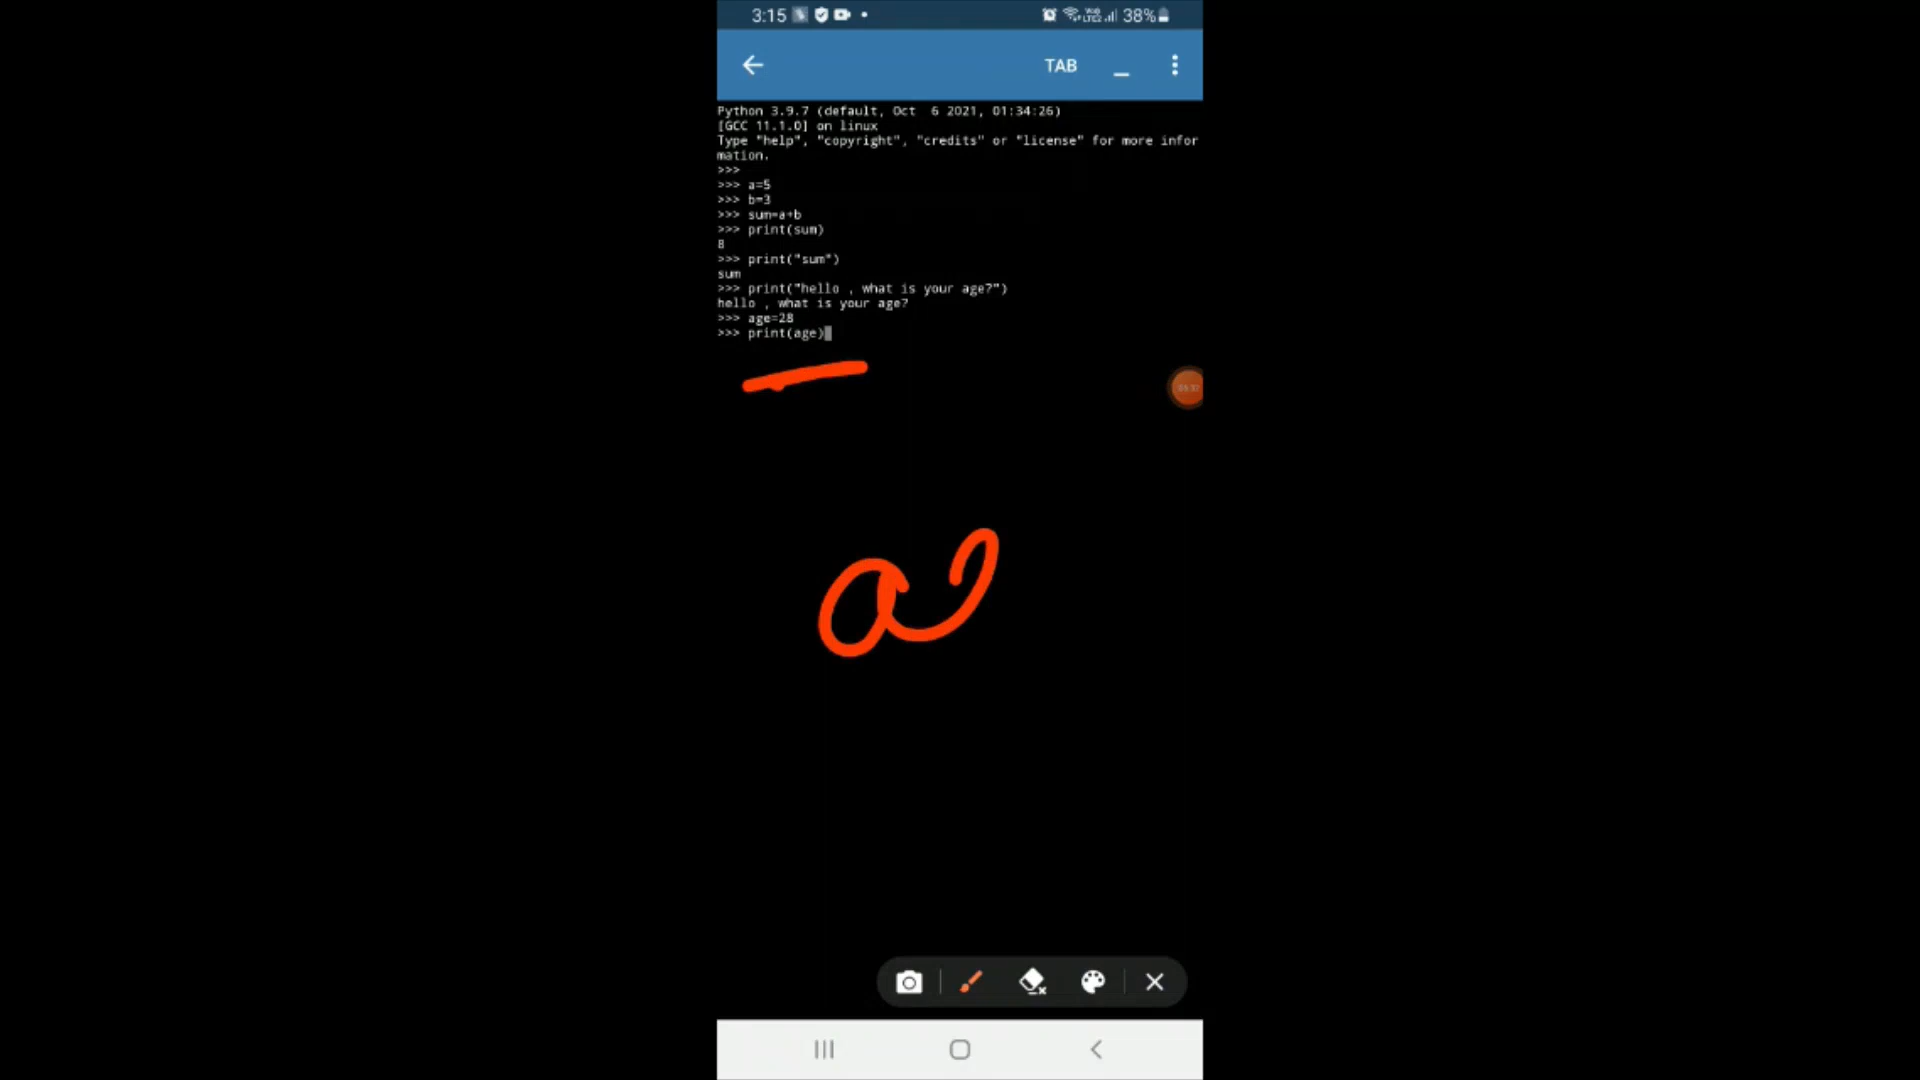 3:15 38%
TAB
Python 3.9.7 (default, Oct  6 2021, 01:34:26)
[GCC 11.1.0] on linux
Type "help", "copyright", "credits" or "license" for more infor
mation.
>>>
>>> a=5
>>> b=3
>>> sum=a+b
>>> print(sum)
8
>>> print("sum")
sum
>>> print("hello , what is your age?")
hello , what is your age?
>>> age=28
>>> print(age)
a